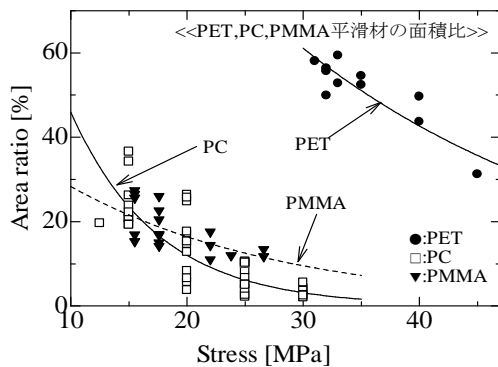 <<PET,PC,PMMA平滑材の面積比>>
60
40
20
0
Area ratio [%]
PC
PET
PMMA
●:PET
□:PC
▼:PMMA
10 20 30 40
Stress [MPa]